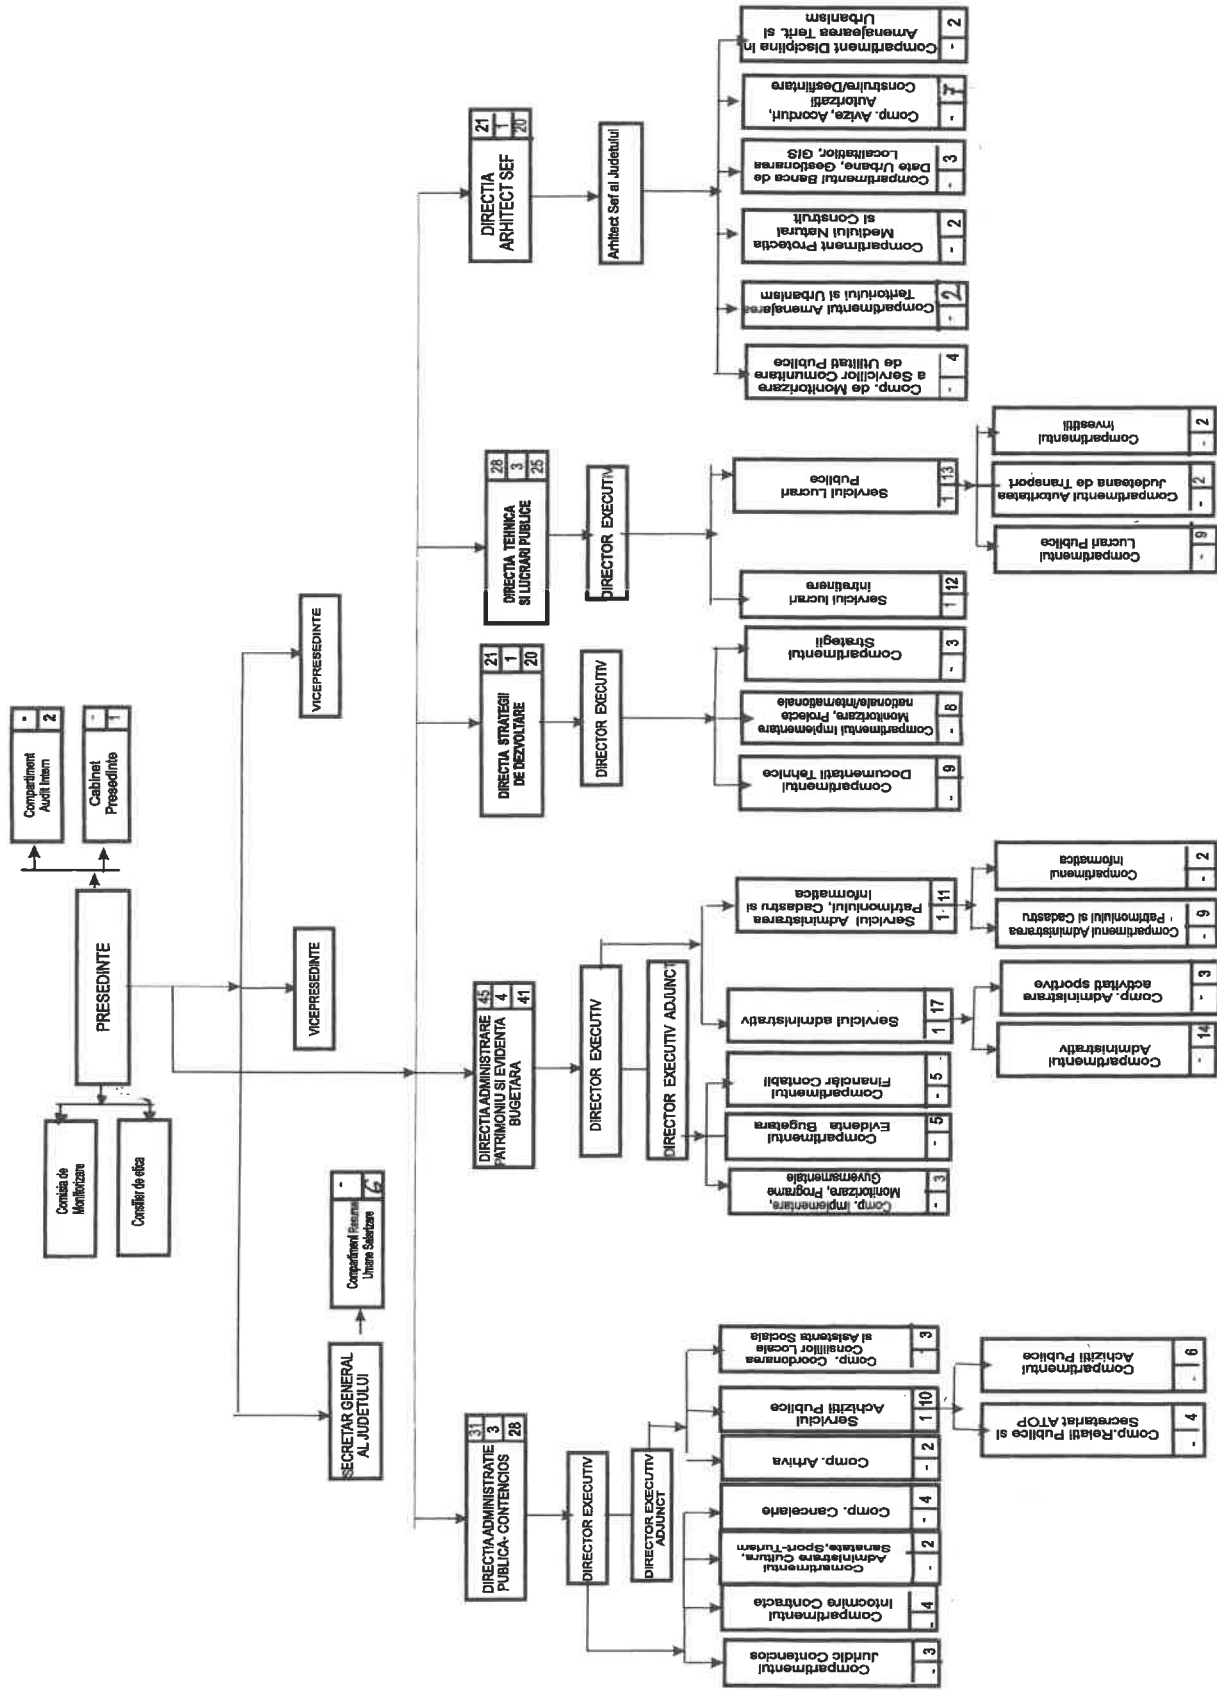 Comisia de
Monitorizare
Consilier de etica
PRESEDINTE
Compartiment
Audit Intern
-
2
Cabinet
Presedinte
-
1
SECRETAR GENERAL
AL JUDETULUI
Umane Salarizare
-
VICEPRESEDINTE
VICEPRESEDINTE
DIRECTIA ADMINISTRATIE
PUBLICA- CONTENCIOS
31
3
28
DIRECTOR EXECUTIV
DIRECTOR EXECUTIV
ADJUNCT
Compartimentul
Juridic Contencios
- 3
Compartimentul
Intocmire Contracte
- 4
Comartimentul
Administrare Cultura,
Sanatate,Sport-Turism
- 2
Comp. Cancelarie
- 4
Comp. Arhiva
- 2
Serviciul
Achizitii Publice
1 10
Comp. Coordonarea
Consiliilor Locale
si Asistenta Sociala
3
Comp.Relatii Publice si
Secretariat ATOP
- 4
Compartimentul
Achizitii Publice
- 6
DIRECTIA ADMINISTRARE
PATRIMONIU SI EVIDENTA
BUGETARA
45
4
41
DIRECTOR EXECUTIV
DIRECTOR EXECUTIV ADJUNCT
Comp. Implementare,
Monitorizare, Programe
Guvernamentale
- 3
Compartimentul
Evidenta Bugetara
- 5
Compartimentul
Financiar Contabil
- 5
Serviciul administrativ
1 17
Serviciul Administrarea
Patrimoniului, Cadastru si
Informatica
1 11
Compartimentul
Administrativ
- 14
Comp. Administrare
activitati sportive
- 3
Compartimenul Administrarea
Patrimoniului si Cadastru
- 9
Compartimenul
Informatica
- 2
DIRECTIA STRATEGII
DE DEZVOLTARE
21
1
20
DIRECTOR EXECUTIV
Compartimentul
Documentatii Tehnice
- 9
Compartimentul Implementare
Monitorizare, Proiecte
nationale/internationale
- 8
Compartimentul
Strategii
- 3
DIRECTIA TEHNICA
SI LUCRARI PUBLICE
28
3
25
DIRECTOR EXECUTIV
Serviciul lucrari
intretinere
1 12
Serviciul Lucrari
Publice
1 13
Compartimentul
Lucrari Publice
- 9
Compartimentul Autoritatea
Judeteana de Transport
- 2
Compartimentul
Investitii
- 2
DIRECTIA
ARHITECT SEF
21
1
20
Arhitect Sef al Judetului
Comp. de Monitorizare
a Serviciilor Comunitare
de Utilitati Publice
- 4
Compartimentul Amenajarea
Teritoriului si Urbanism
- 2
Compartiment Protectia
Mediului Natural
si Construit
- 2
Compartimentul Banca de
Date Urbane, Gestionarea
Localitatilor, GIS
- 3
Comp. Avize, Acorduri,
Autorizatii
Construire/Desfiintare
- 7
Compartiment Disciplina in
Amenajearea Terit. si
Urbanism
- 2